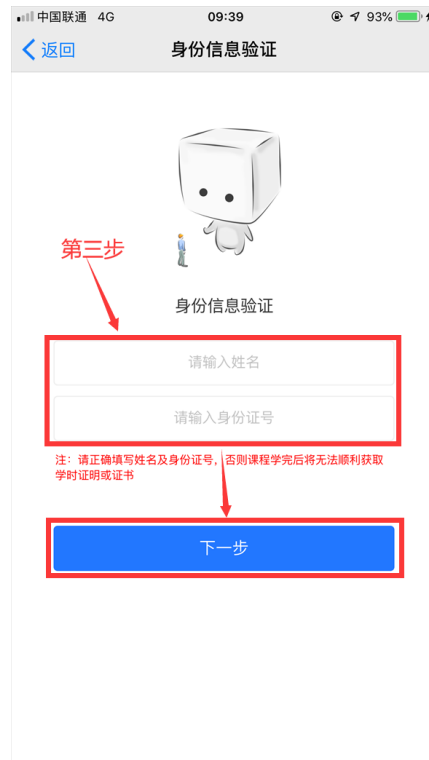 中国联通 4G 09:39 93%
返回 身份信息验证
第三步
身份信息验证
请输入姓名
请输入身份证号
注：请正确填写姓名及身份证号，否则课程学完后将无法顺利获取
学时证明或证书
下一步